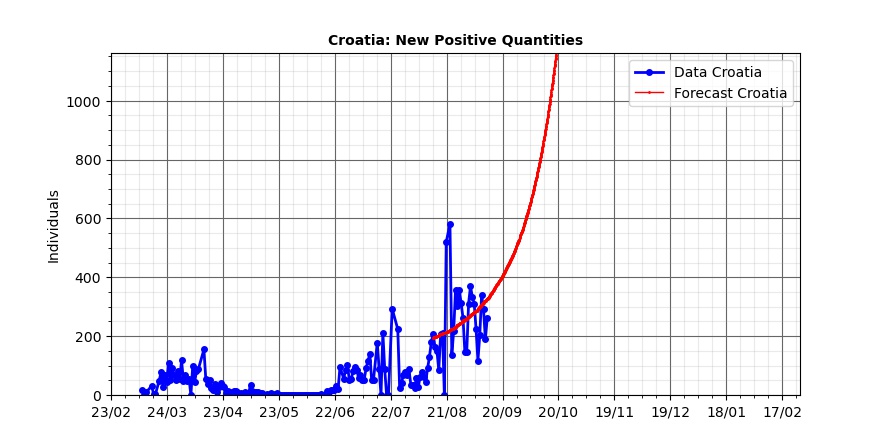 Croatia: New Positive Quantities
Data Croatia
Forecast Croatia
Individuals
1000
800
600
400
200
0
23/02 24/03 23/04 23/05 22/06 22/07 21/08 20/09 20/10 19/11 19/12 18/01 17/02